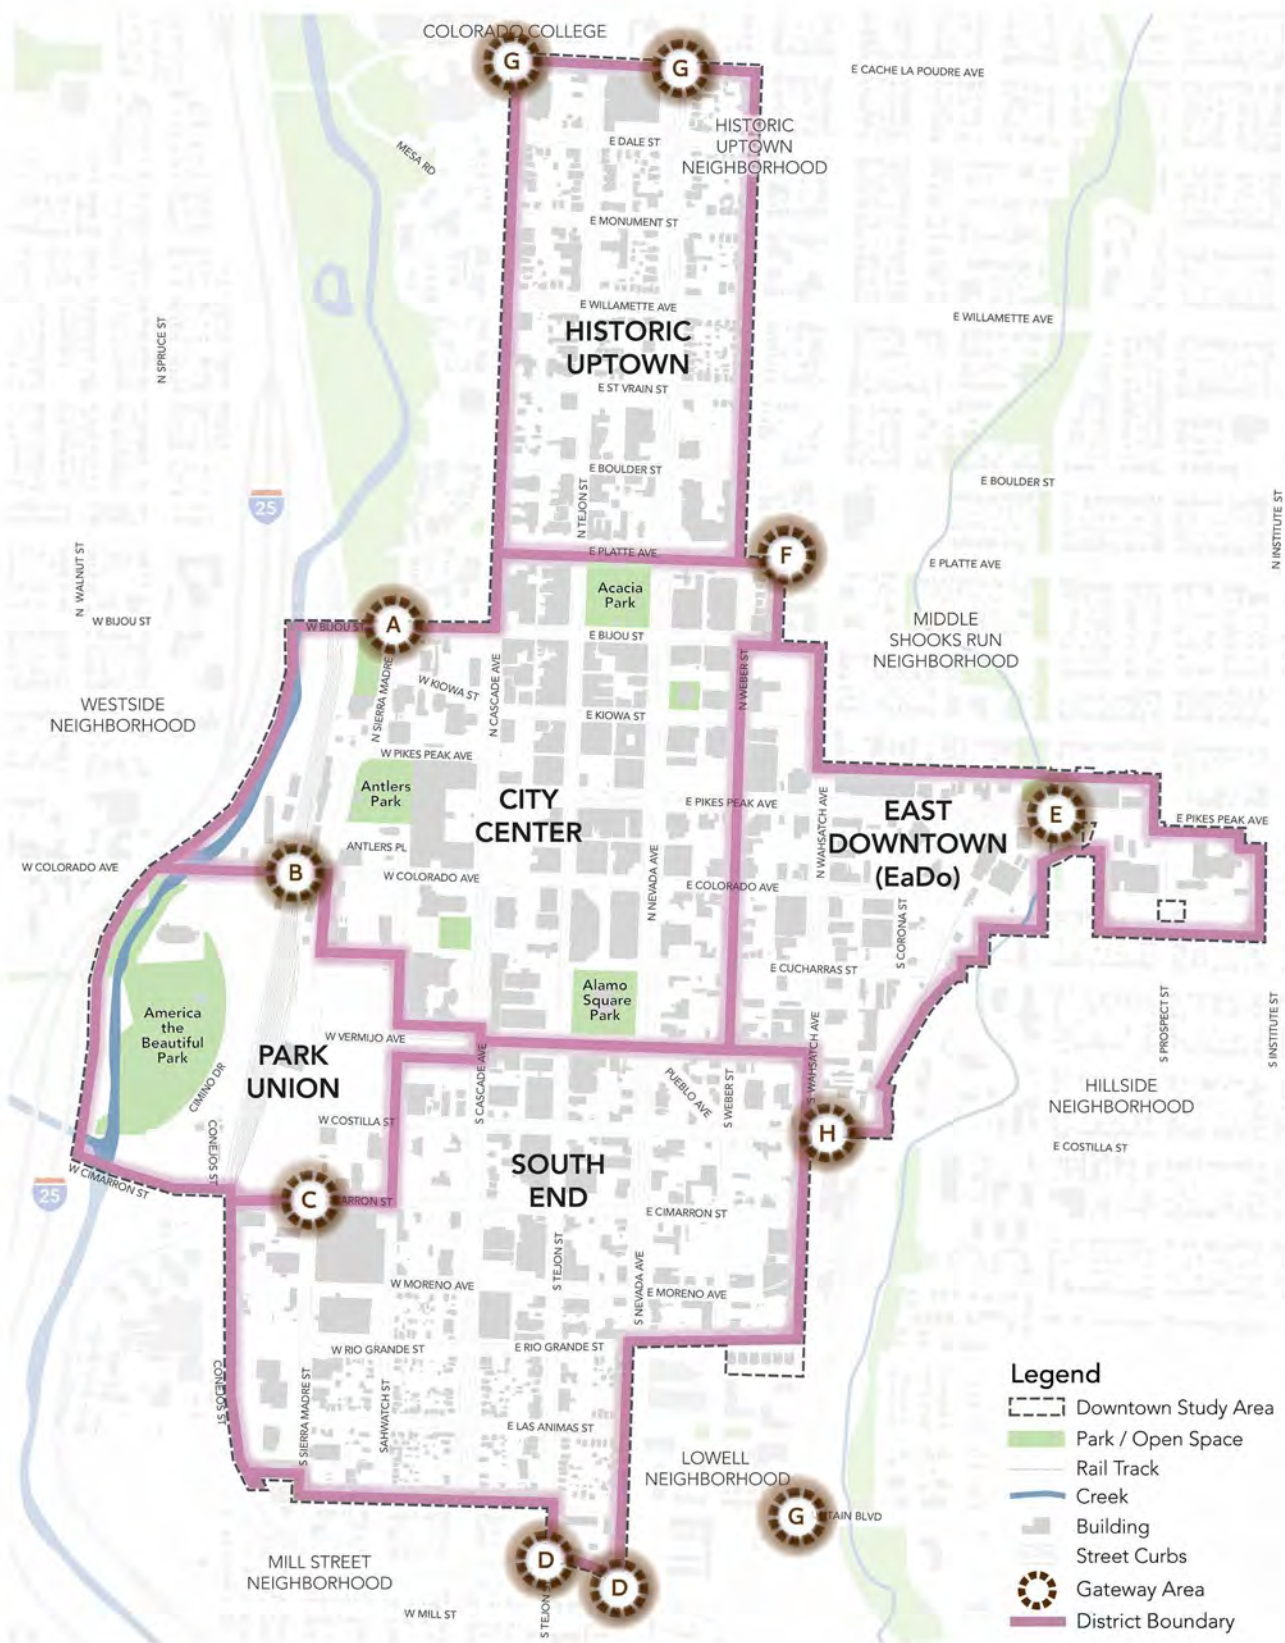 COLORADO COLLEGE
G
G
E CACHE LA POUDRE AVE
HISTORIC
UPTOWN
NEIGHBORHOOD
E DALE ST
MESA RD
E MONUMENT ST
E WILLAMETTE AVE
E WILLAMETTE AVE
HISTORIC
UPTOWN
N SPRUCE ST
E ST VRAIN ST
E BOULDER ST
E BOULDER ST
25
N TEJON ST
N INSTITUTE ST
E PLATTE AVE
F
E PLATTE AVE
N WALNUT ST
Acacia
Park
W BIJOU ST
W BIJOU ST
A
E BIJOU ST
MIDDLE
SHOOKS RUN
NEIGHBORHOOD
N SIERRA MADRE
W KIOWA ST
N CASCADE AVE
N WEBER ST
WESTSIDE
NEIGHBORHOOD
E KIOWA ST
W PIKES PEAK AVE
Antlers
Park
CITY
CENTER
E PIKES PEAK AVE
N WAHSATCH AVE
EAST
DOWNTOWN
(EaDo)
E
E PIKES PEAK AVE
ANTLERS PL
W COLORADO AVE
B
W COLORADO AVE
N NEVADA AVE
E COLORADO AVE
S CORONA ST
E CUCHARRAS ST
Alamo
Square
Park
America
the
Beautiful
Park
W VERMIJO AVE
PARK
UNION
CIMINO DR
S CASCADE AVE
PUEBLO AVE
S WEBER ST
S WAHSATCH AVE
S PROSPECT ST
S INSTITUTE ST
HILLSIDE
NEIGHBORHOOD
W COSTILLA ST
CONEJOS ST
H
E COSTILLA ST
SOUTH
END
W CIMARRON ST
25
C
ARRON ST
E CIMARRON ST
S TEJON ST
S NEVADA AVE
W MORENO AVE
E MORENO AVE
W RIO GRANDE ST
E RIO GRANDE ST
CONEJOS ST
S SIERRA MADRE ST
SAHWATCH ST
E LAS ANIMAS ST
LOWELL
NEIGHBORHOOD
G
TAIN BLVD
MILL STREET
NEIGHBORHOOD
D
D
W MILL ST
S TEJON S
Legend
Downtown Study Area
Park / Open Space
Rail Track
Creek
Building
Street Curbs
Gateway Area
District Boundary